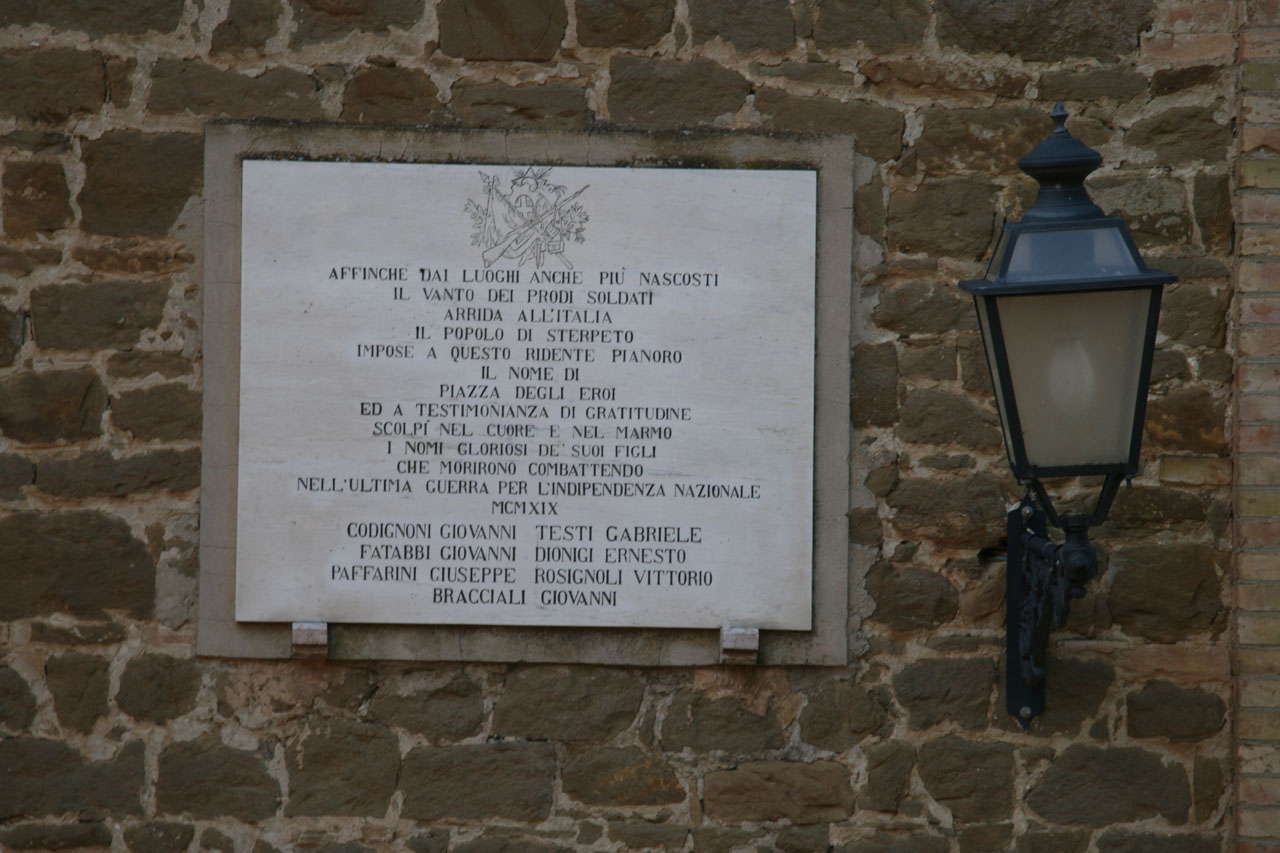 AFFINCHÈ DAI LUOGHI ANCHE PIÙ NASCOSTI
IL VANTO DEI PRODI SOLDATI
ARRIDA ALL'ITALIA
IL POPOLO DI STERPETO
IMPOSE A QUESTO RIDENTE PIANORO
IL NOME DI
PIAZZA DEGLI EROI
ED A TESTIMONIANZA DI GRATITUDINE
SCOLPÌ NEL CUORE E NEL MARMO
I NOMI GLORIOSI DE' SUOI FIGLI
CHE MORIRONO COMBATTENDO
NELL'ULTIMA GUERRA PER L'INDIPENDENZA NAZIONALE
MCMXIX
CODIGNONI GIOVANNI TESTI GABRIELE
FATABBI GIOVANNI DIONIGI ERNESTO
PAFFARINI GIUSEPPE ROSIGNOLI VITTORIO
BRACCIALI GIOVANNI